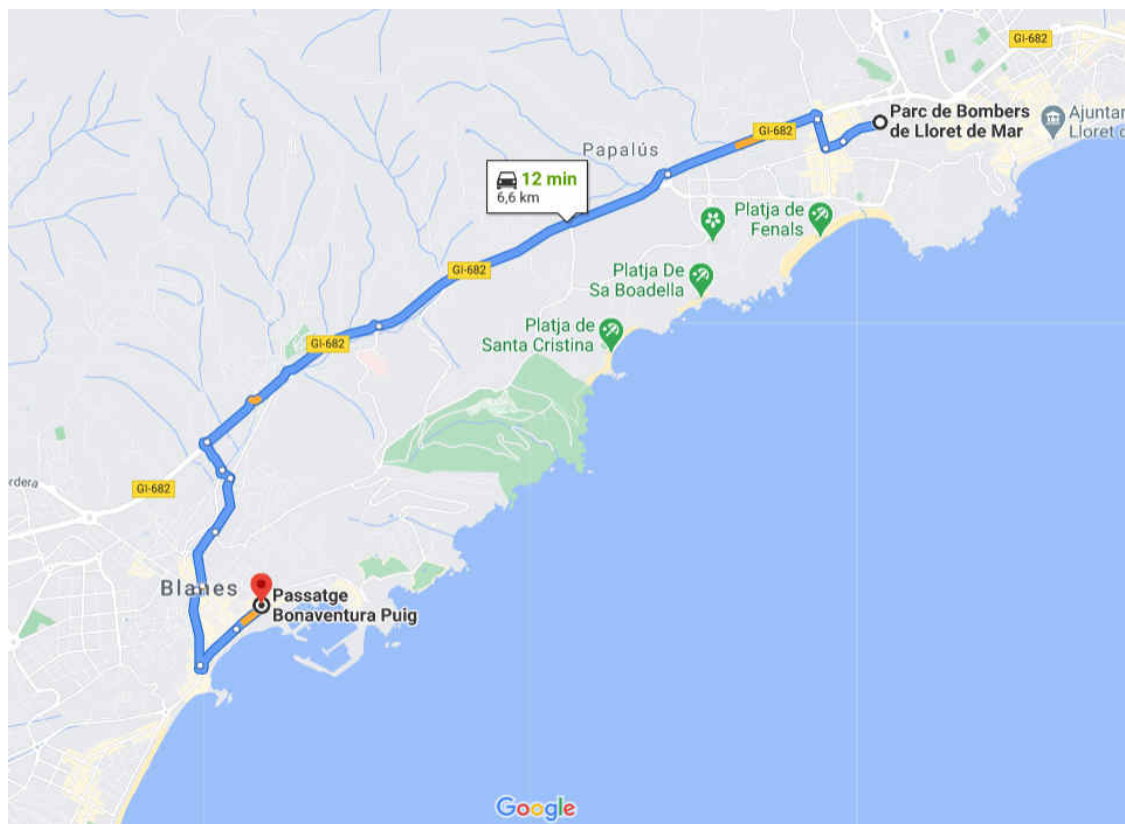 GI-682
Parc de Bombers
de Lloret de Mar
Ajuntar
Lloret d
GI-682
Papalús
12 min
6,6 km
Platja de
Fenals
GI-682
Platja De
Sa Boadella
Platja de
Santa Cristina
GI-682
rdera
GI-682
Blanes
Passatge
Bonaventura Puig
Google